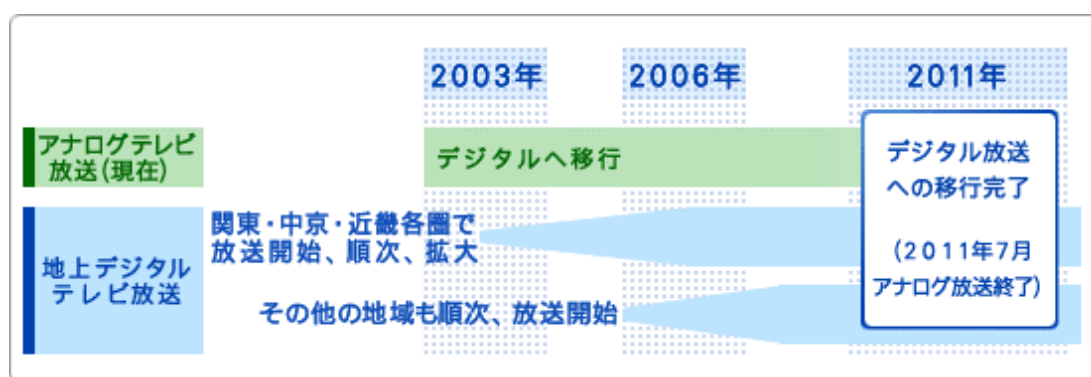 2003年
2006年
2011年
アナログテレビ
放送(現在)
デジタルへ移行
デジタル放送
への移行完了
(2011年7月
アナログ放送終了)
地上デジタル
テレビ放送
関東・中京・近畿各圏で
放送開始、順次、拡大
その他の地域も順次、放送開始